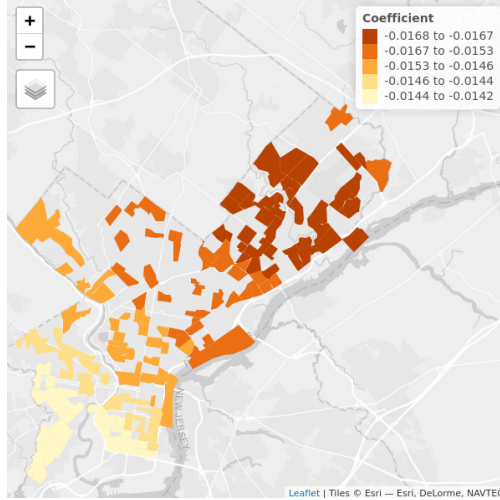 +
−
Coefficient
-0.0168 to -0.0167
-0.0167 to -0.0153
-0.0153 to -0.0146
-0.0146 to -0.0144
-0.0144 to -0.0142
NEW JERSEY
Leaflet | Tiles © Esri — Esri, DeLorme, NAVTEQ